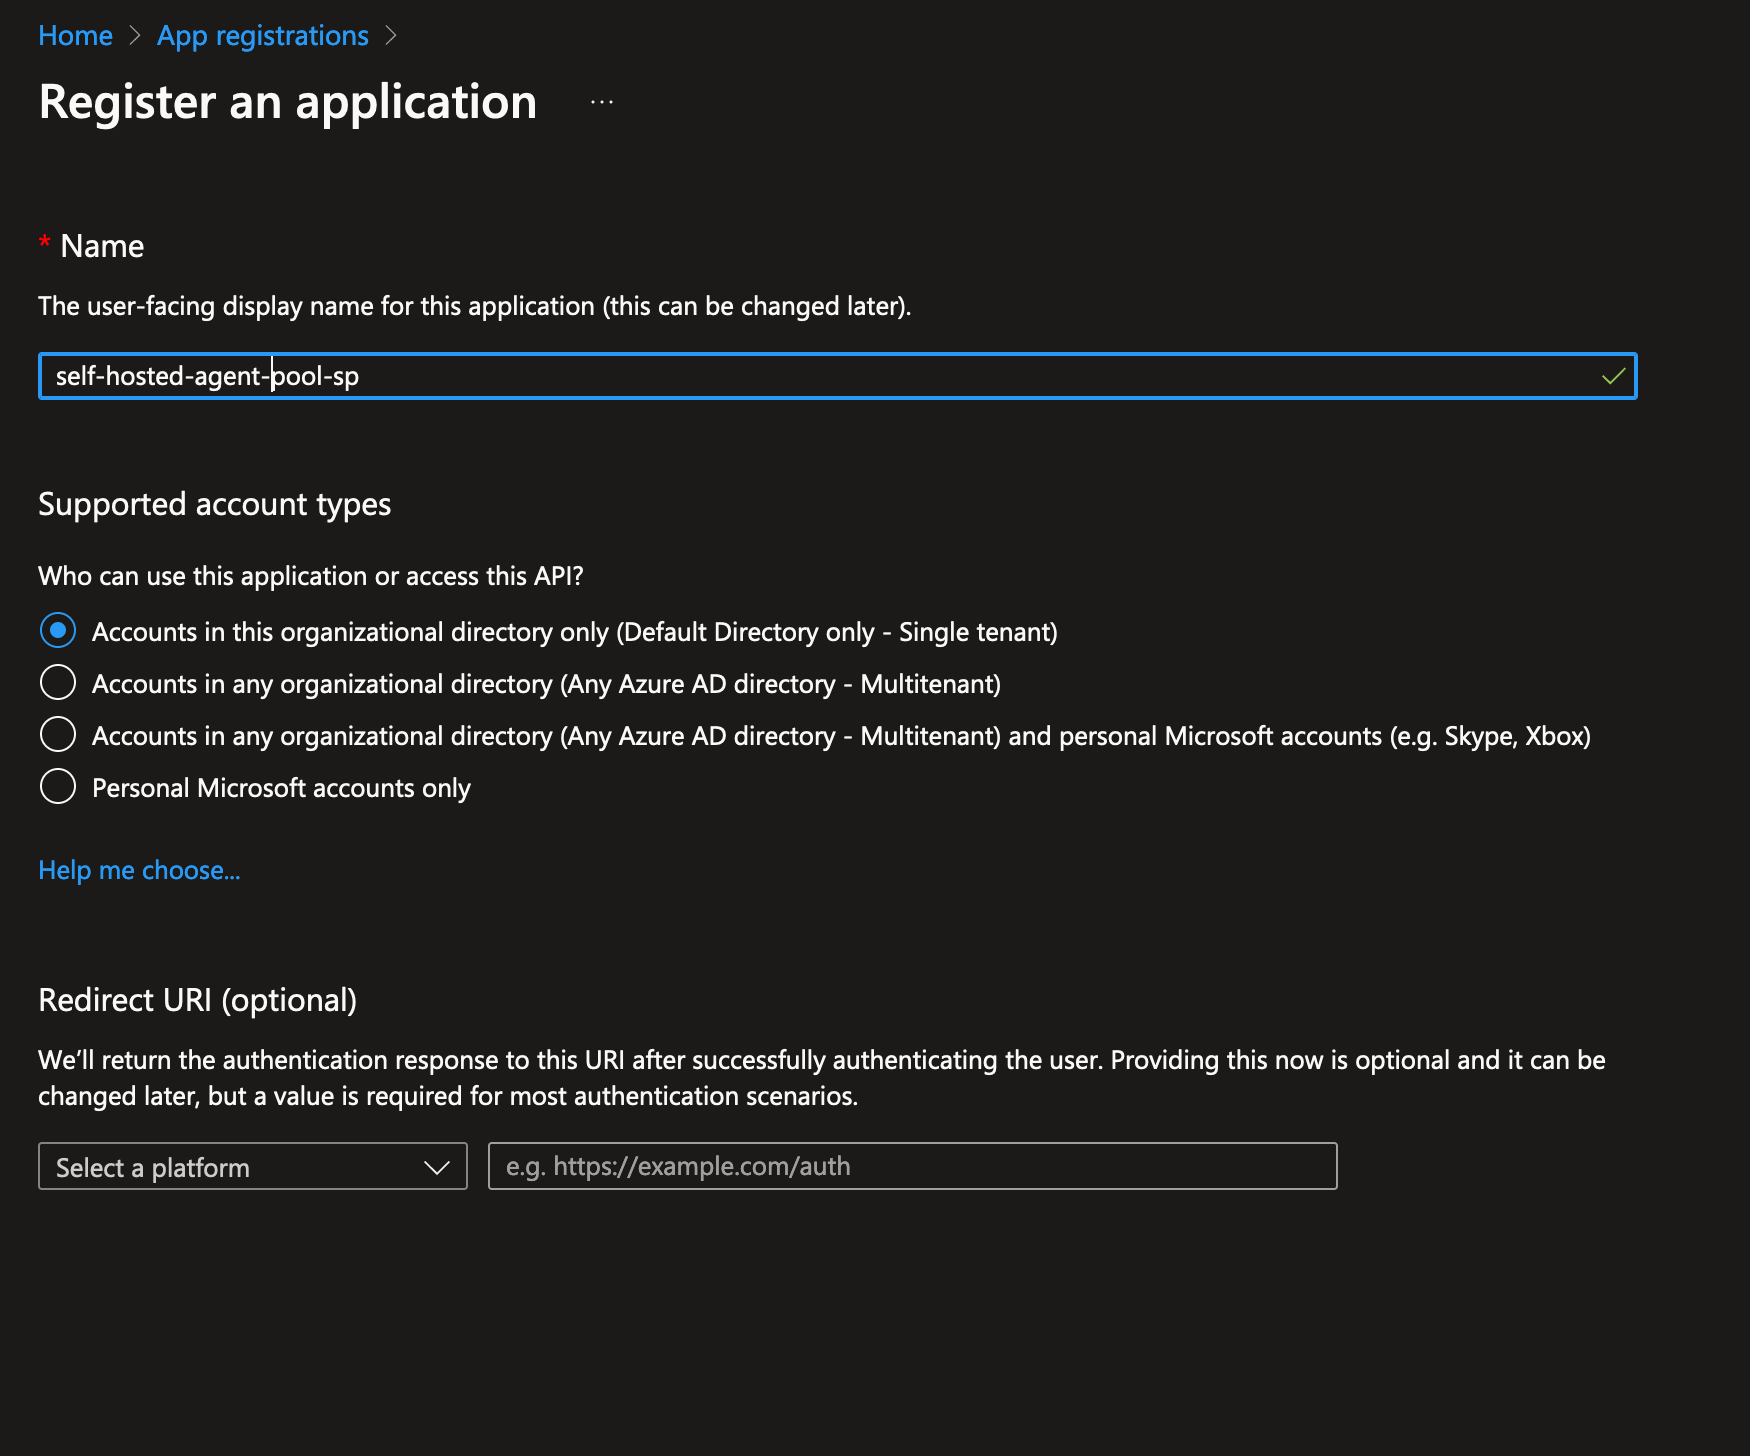 Home > App registrations >
Register an application ...
* Name
The user-facing display name for this application (this can be changed later).
self-hosted-agent-pool-sp
Supported account types
Who can use this application or access this API?
Accounts in this organizational directory only (Default Directory only - Single tenant)
Accounts in any organizational directory (Any Azure AD directory - Multitenant)
Accounts in any organizational directory (Any Azure AD directory - Multitenant) and personal Microsoft accounts (e.g. Skype, Xbox)
Personal Microsoft accounts only
Help me choose...
Redirect URI (optional)
We’ll return the authentication response to this URI after successfully authenticating the user. Providing this now is optional and it can be
changed later, but a value is required for most authentication scenarios.
Select a platform
e.g. https://example.com/auth